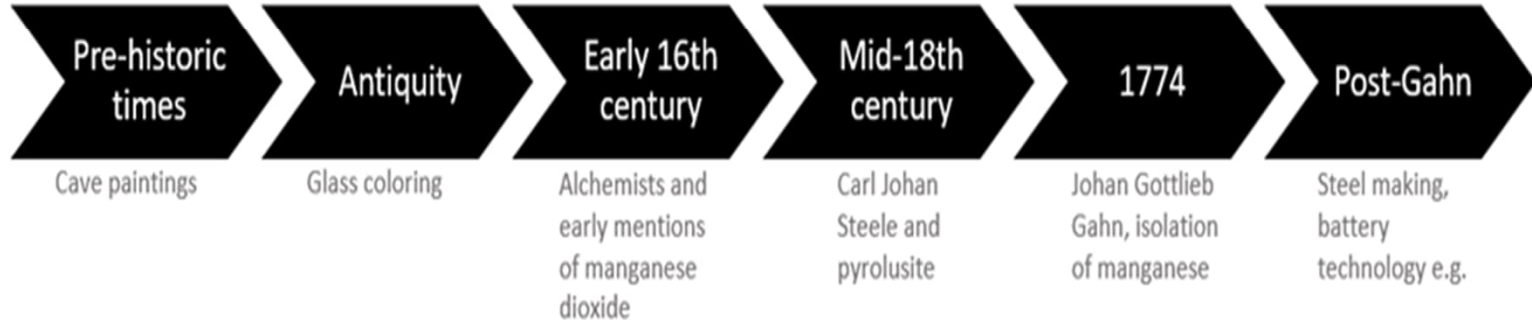 Pre-historic
times
Antiquity
Early 16th
century
Mid-18th
century
1774
Post-Gahn
Cave paintings
Glass coloring
Alchemists and
early mentions
of manganese
dioxide
Carl Johan
Steele and
pyrolusite
Johan Gottlieb
Gahn, isolation
of manganese
Steel making,
battery
technology e.g.